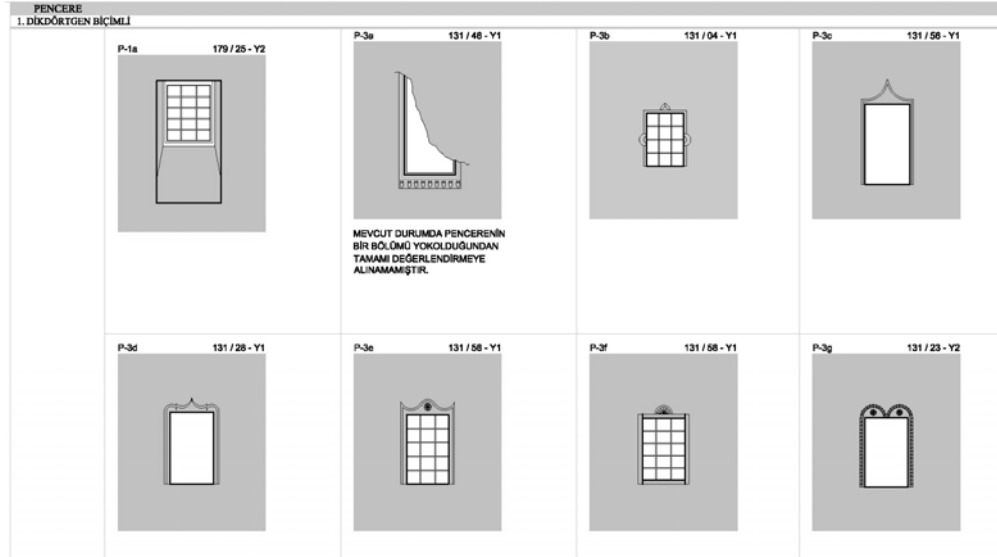 PENCERE
1. DİKDÖRTGEN BİÇİMLİ
P-1a 179 / 25 - Y2
P-3a 131 / 46 - Y1
P-3b 131 / 04 - Y1
P-3c 131 / 56 - Y1
MEVCUT DURUMDA PENCERENİN
BİR BÖLÜMÜ YOKOLDUĞUNDAN
TAMAMI DEĞERLENDİRMEYE
ALINAMAMIŞTIR.
P-3d 131 / 28 - Y1
P-3e 131 / 56 - Y1
P-3f 131 / 56 - Y1
P-3g 131 / 23 - Y2